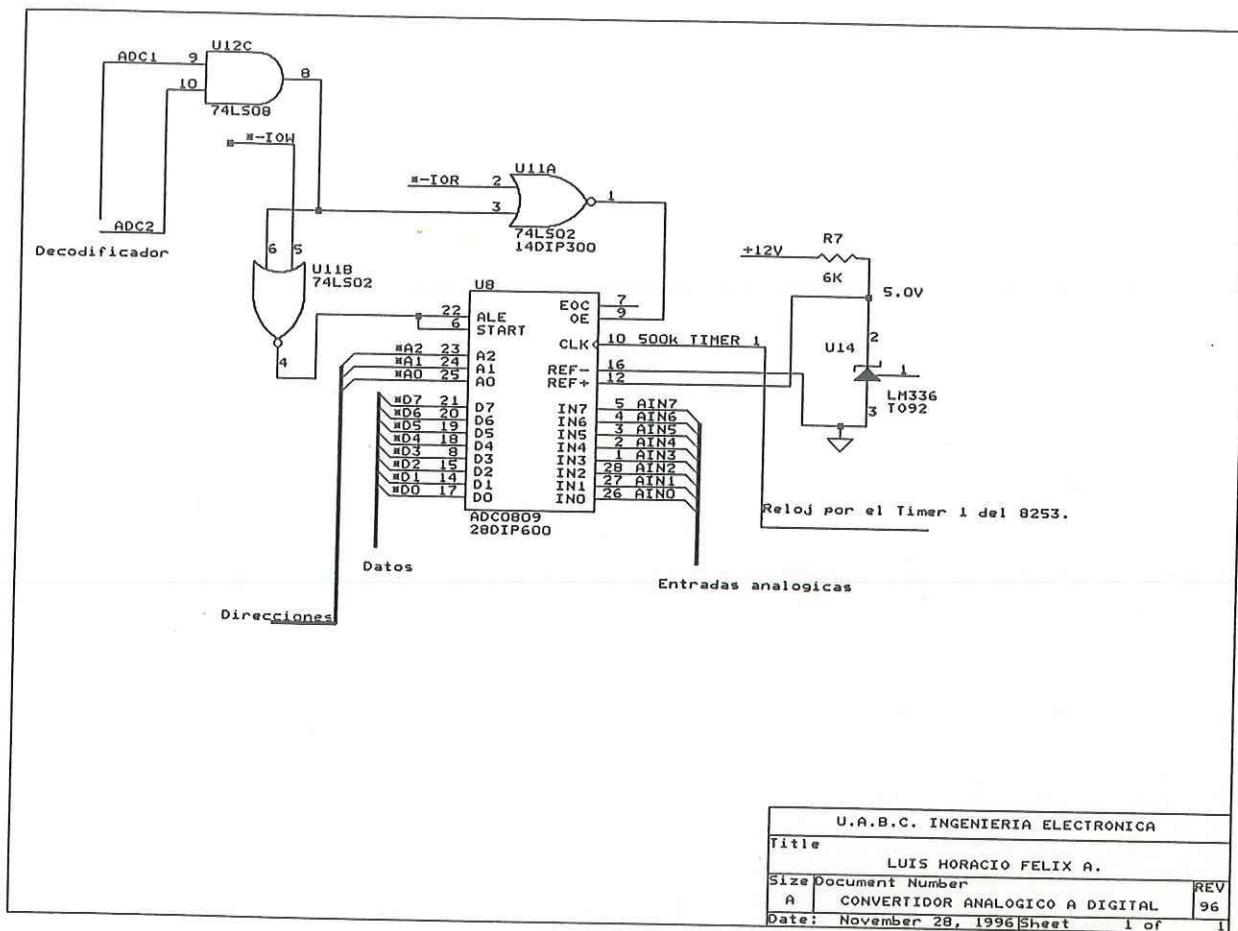 U12C
ADC1 9
10
8
74LS08
*-IOW
ADC2
Decodificador
6 5
U11B
74LS02
4
U11A
*-IOR 2
3
1
74LS02
14DIP300
+12V
R7
6K
5.0V
2
U14
1
LM336
TO92
3
U8
22 ALE
6 START
*A2 23 A2
*A1 24 A1
*A0 25 A0
*D7 21 D7
*D6 20 D6
*D5 19 D5
*D4 18 D4
*D3 8 D3
*D2 15 D2
*D1 14 D1
*D0 17 D0
EOC 7
OE 9
CLK 10 500k TIMER 1
REF- 16
REF+ 12
IN7 5 AIN7
IN6 4 AIN6
IN5 3 AIN5
IN4 2 AIN4
IN3 1 AIN3
IN2 28 AIN2
IN1 27 AIN1
IN0 26 AIN0
ADC0809
28DIP600
Reloj por el Timer 1 del 8253.
Datos
Entradas analogicas
Direcciones
U.A.B.C. INGENIERIA ELECTRONICA
Title
LUIS HORACIO FELIX A.
Size Document Number REV
A CONVERTIDOR ANALOGICO A DIGITAL 96
Date: November 28, 1996 Sheet 1 of 1